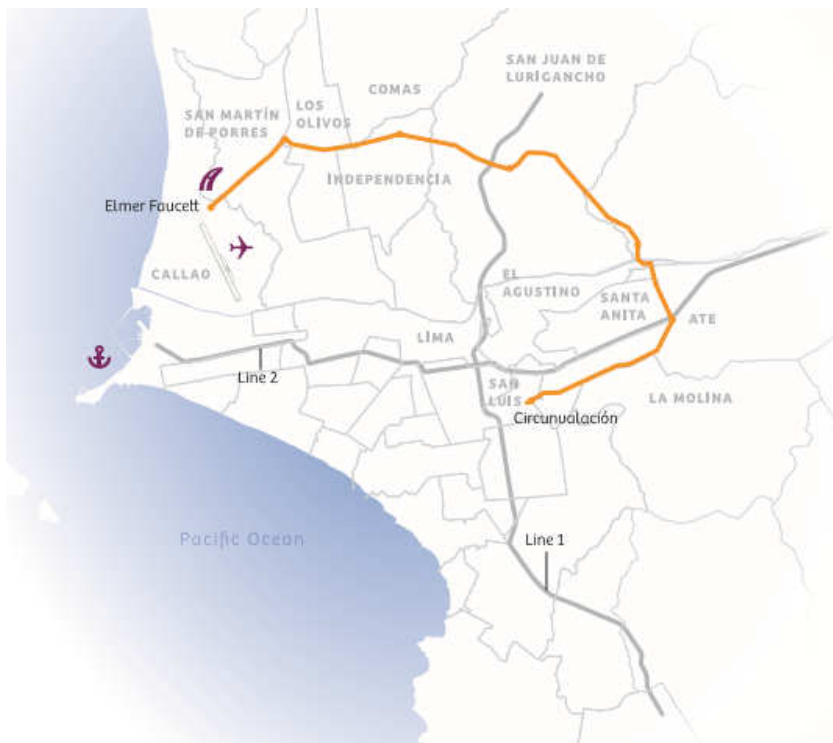 SAN JUAN DE
LURIGANCHO
COMAS
LOS
OLIVOS
SAN MARTÍN
DE PORRES
INDEPENDENCIA
Elmer Faucett
CALLAO
EL
AGUSTINO
SANTA
ANITA
ATE
LIMA
Line 2
SAN
LUIS
LA MOLINA
Circunvalación
Pacific Ocean
Line 1